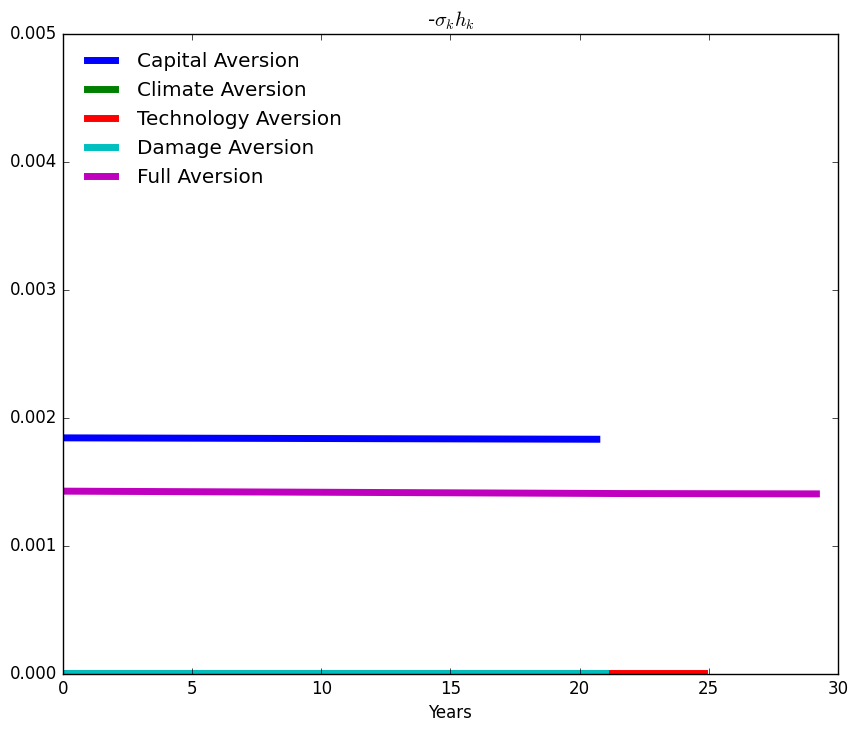 -σ_k h_k
0.005
0.004
0.003
0.002
0.001
0.000
Capital Aversion
Climate Aversion
Technology Aversion
Damage Aversion
Full Aversion
0 5 10 15 20 25 30
Years